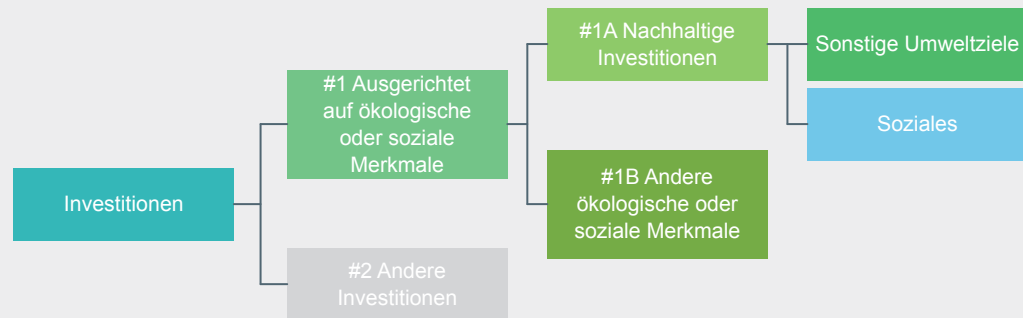 Investitionen
#1 Ausgerichtet
auf ökologische
oder soziale
Merkmale
#2 Andere
Investitionen
#1A Nachhaltige
Investitionen
#1B Andere
ökologische oder
soziale Merkmale
Sonstige Umweltziele
Soziales